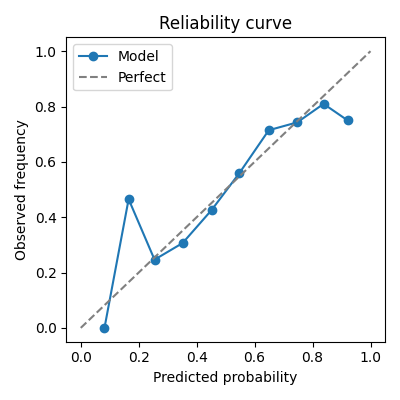 Reliability curve
Model
Perfect
Observed frequency
1.0
0.8
0.6
0.4
0.2
0.0
0.0 0.2 0.4 0.6 0.8 1.0
Predicted probability